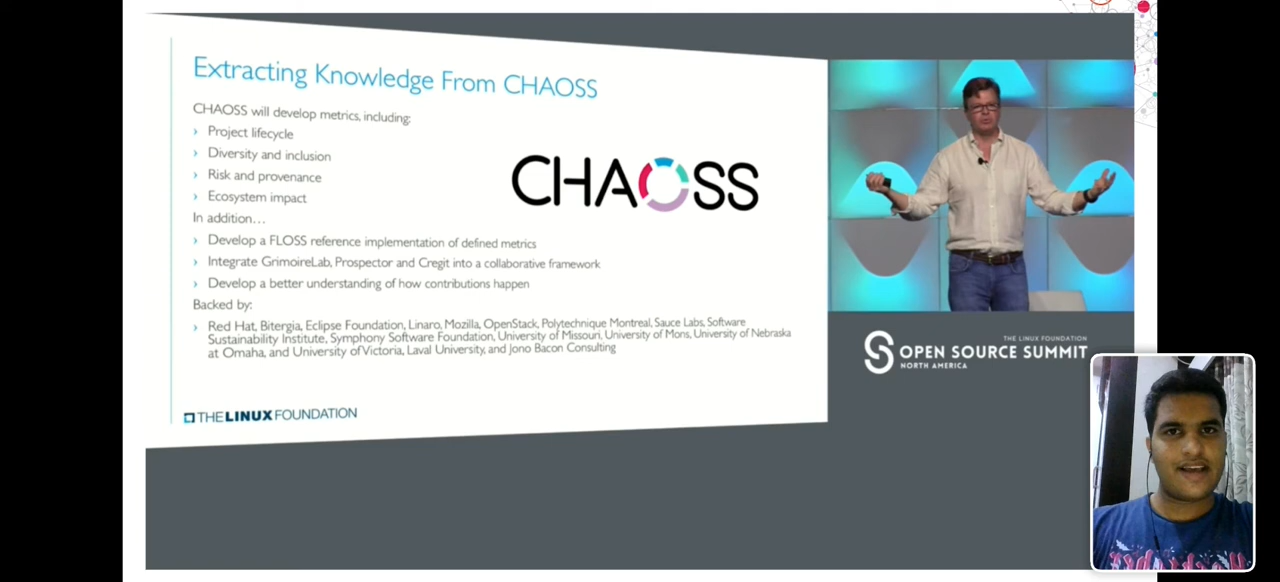 Extracting Knowledge From CHAOSS
CHAOSS will develop metrics, including:
› Project lifecycle
› Diversity and inclusion
› Risk and provenance
› Ecosystem impact
In addition…
› Develop a FLOSS reference implementation of defined metrics
› Integrate GrimoireLab, Prospector and Cregit into a collaborative framework
› Develop a better understanding of how contributions happen
Backed by:
› Red Hat, Bitergia, Eclipse Foundation, Linaro, Mozilla, OpenStack, Polytechnique Montreal, Sauce Labs, Software
Sustainability Institute, Symphony Software Foundation, University of Missouri, University of Mons, University of Nebraska
at Omaha, and University of Victoria, Laval University, and Jono Bacon Consulting
CHAOSS
THE LINUX FOUNDATION
THE LINUX FOUNDATION
OPEN SOURCE SUMMIT
NORTH AMERICA